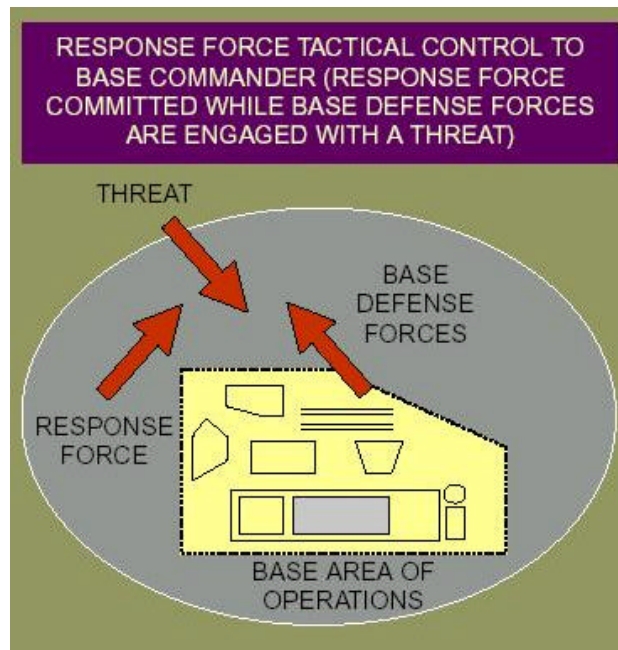 RESPONSE FORCE TACTICAL CONTROL TO
BASE COMMANDER (RESPONSE FORCE
COMMITTED WHILE BASE DEFENSE FORCES
ARE ENGAGED WITH A THREAT)
THREAT
BASE
DEFENSE
FORCES
RESPONSE
FORCE
BASE AREA OF
OPERATIONS